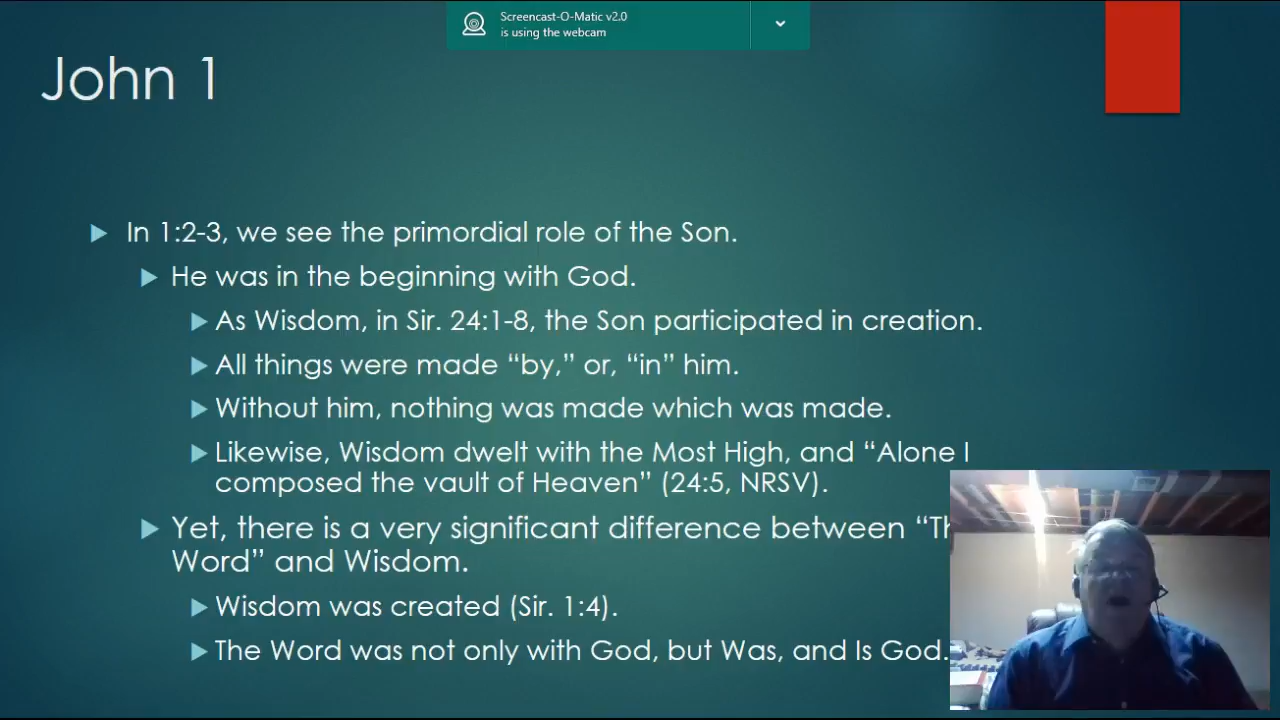 Screencast-O-Matic v2.0
is using the webcam
John 1
In 1:2-3, we see the primordial role of the Son.
He was in the beginning with God.
As Wisdom, in Sir. 24:1-8, the Son participated in creation.
All things were made “by,” or, “in” him.
Without him, nothing was made which was made.
Likewise, Wisdom dwelt with the Most High, and “Alone I
composed the vault of Heaven” (24:5, NRSV).
Yet, there is a very significant difference between
Word” and Wisdom.
Wisdom was created (Sir. 1:4).
The Word was not only with God, but Was, and Is God.